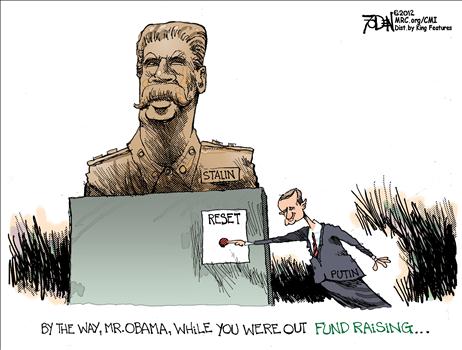 ©2012
FODEN MRC.org/CMI
Dist. by King Features
STALIN
RESET
PUTIN
BY THE WAY, MR. OBAMA, WHILE YOU WERE OUT FUND RAISING...